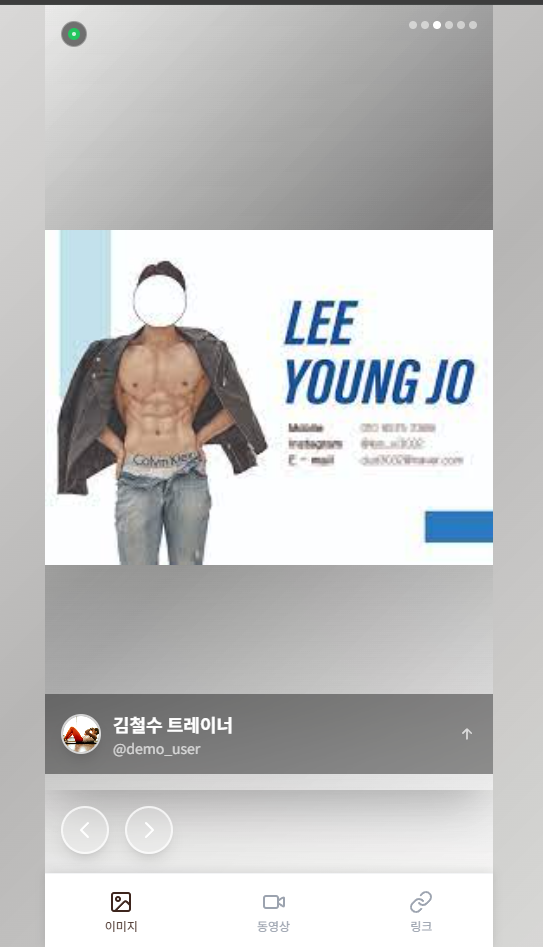 LEE
YOUNG JO
Mobile
Instagram
E - mail
Calvin Klein
김철수 트레이너
@demo_user
이미지
동영상
링크